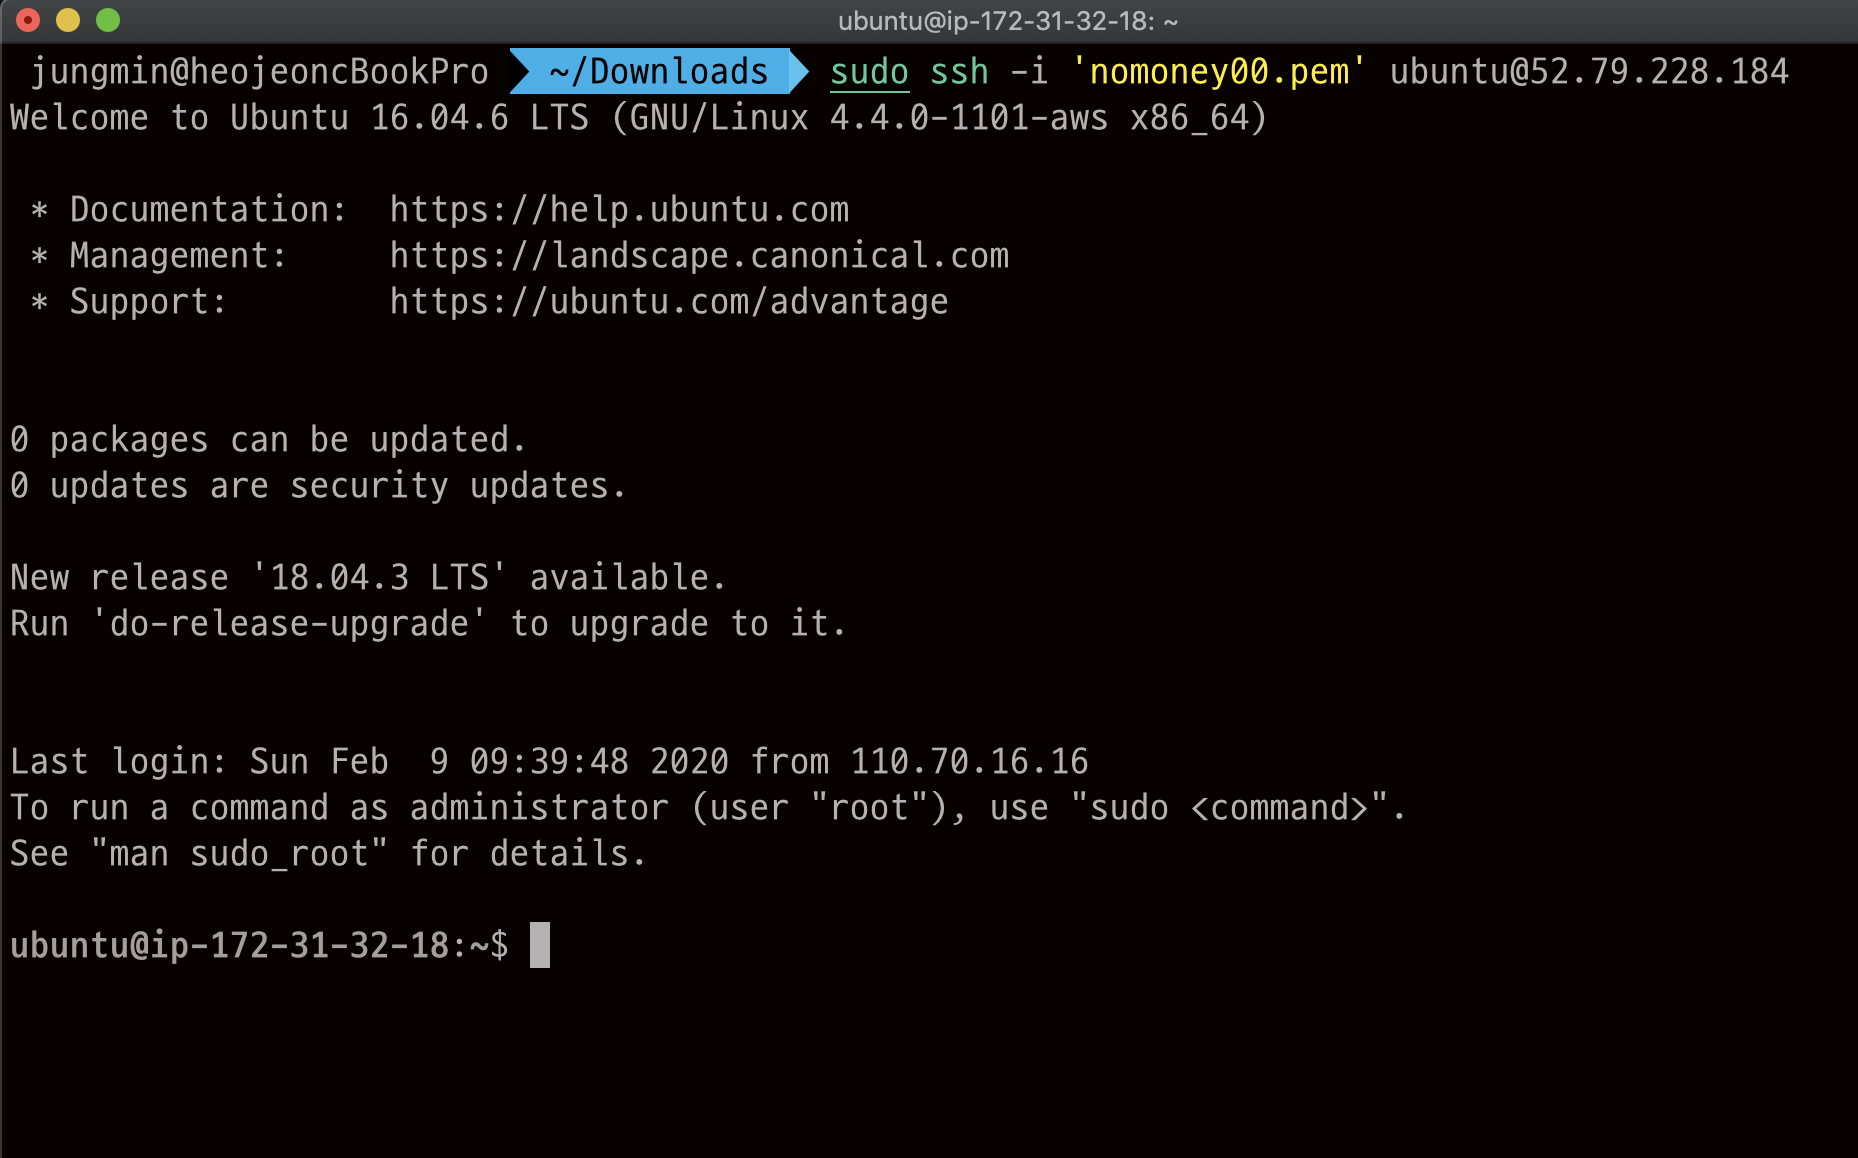 ubuntu@ip-172-31-32-18: ~
jungmin@heojeoncBookPro ~/Downloads sudo ssh -i 'nomoney00.pem' ubuntu@52.79.228.184
Welcome to Ubuntu 16.04.6 LTS (GNU/Linux 4.4.0-1101-aws x86_64)
* Documentation:  https://help.ubuntu.com
* Management:     https://landscape.canonical.com
* Support:        https://ubuntu.com/advantage
0 packages can be updated.
0 updates are security updates.
New release '18.04.3 LTS' available.
Run 'do-release-upgrade' to upgrade to it.
Last login: Sun Feb  9 09:39:48 2020 from 110.70.16.16
To run a command as administrator (user "root"), use "sudo <command>".
See "man sudo_root" for details.
ubuntu@ip-172-31-32-18:~$